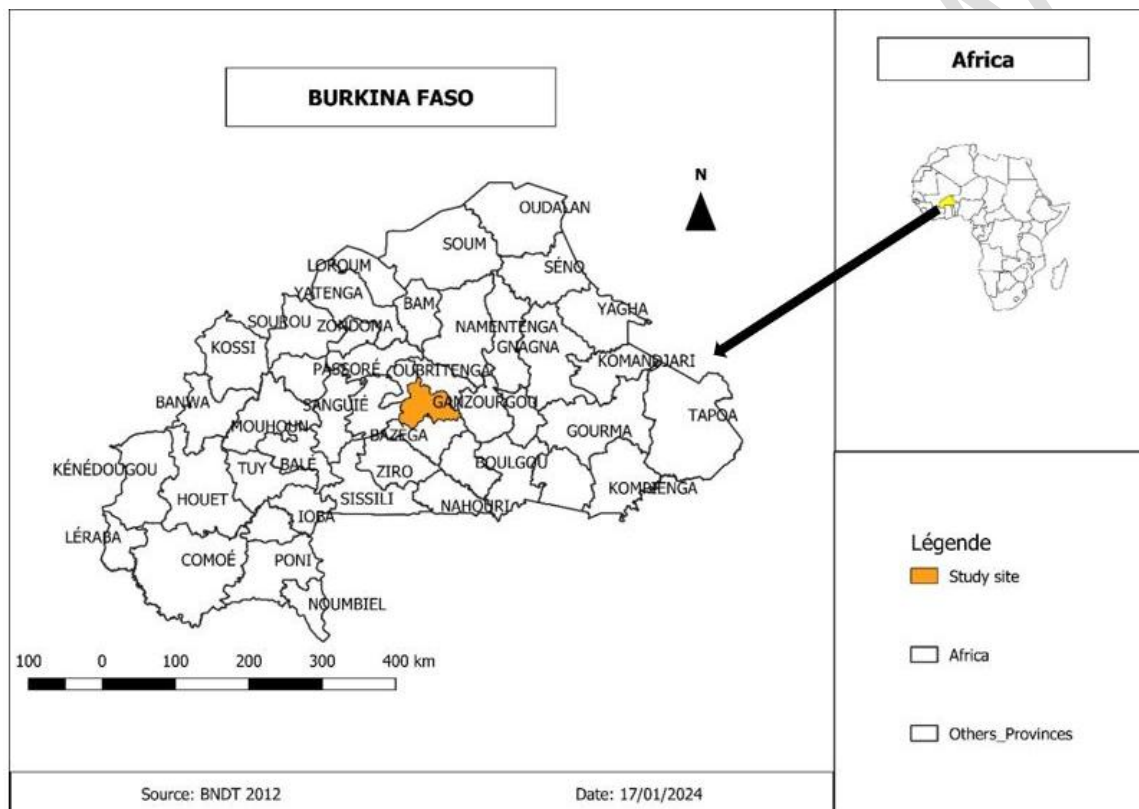 BURKINA FASO
Africa
N
OUDALAN
SOUM
SÉNO
LOROUM
YATENGA
BAM
YAGHA
SOUROU
ZONDOMA
NAMENTENGA
KOSSI
GNAGNA
KOMANDJARI
PASSORÉ
OUBRITENGA
BANWA
SANGUIÉ
GANZOURGOU
TAPOA
MOUHOUN
BAZÈGA
GOURMA
KÉNÉDOUGOU
TUY
BALÉ
ZIRO
BOULGOU
HOUET
SISSILI
NAHOURI
KOMPIENGA
IOBA
LÉRABA
COMOÉ
PONI
NOUMBIEL
100 0 100 200 300 400 km
Légende
Study site
Africa
Others_Provinces
Source: BNDT 2012
Date: 17/01/2024